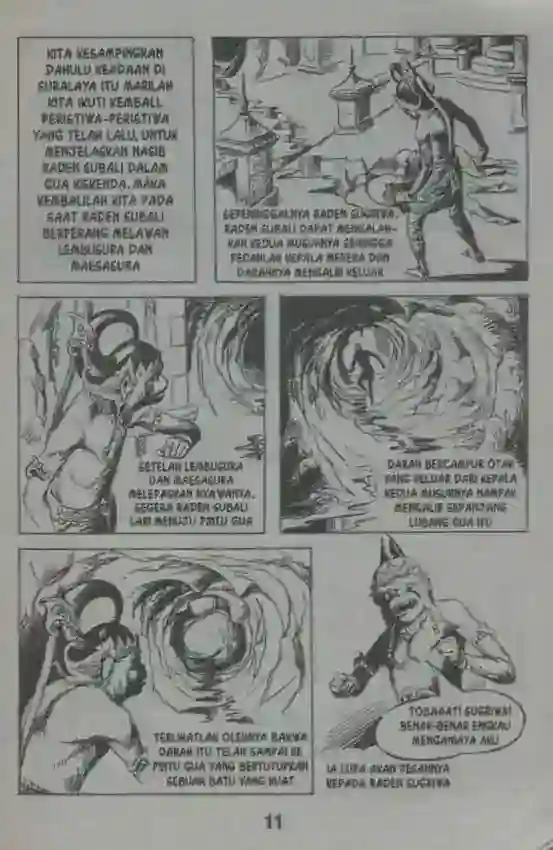 KITA KESAMPINGKAN
DAHULU KEADAAN DI
SURALAYA ITU MARILAH
KITA IKUTI KEMBALI
PERISTIWA-PERISTIWA
YANG TELAH LALU, UNTUK
MENJELASKAN NASIB
RADEN SUBALI DALAM
GUA KISKENDA. MAKA
KEMBALILAH KITA PADA
SAAT RADEN SUBALI
BERPERANG MELAWAN
LEMBUSURA DAN
MAESASURA
SEPENINGGALNYA RADEN SUGRIWA,
RADEN SUBALI DAPAT MENGALAH-
KAN KEDUA MUSUHNYA SEHINGGA
PECAHLAH KEPALA MEREKA DAN
DARAHNYA MENGALIR KELUAR
SETELAH LEMBUSURA
DAN MAESASURA
MELEPASKAN NYAWANYA,
SEGERA RADEN SUBALI
LARI MENUJU PINTU GUA
DARAH BERCAMPUR OTAK
YANG KELUAR DARI KEPALA
KEDUA MUSUHNYA NAMPAK
MENGALIR SEPANJANG
LUBANG GUA ITU
TERLIHATLAH OLEHNYA BAHWA
DARAH ITU TELAH SAMPAI KE
PINTU GUA YANG BERTUTUPKAN
SEBUAH BATU YANG KUAT
TOBAAAT! SUGRIWA!
BENAR-BENAR ENGKAU
MENGANIAYA AKU
IA LUPA AKAN PESANNYA
KEPADA RADEN SUGRIWA
11